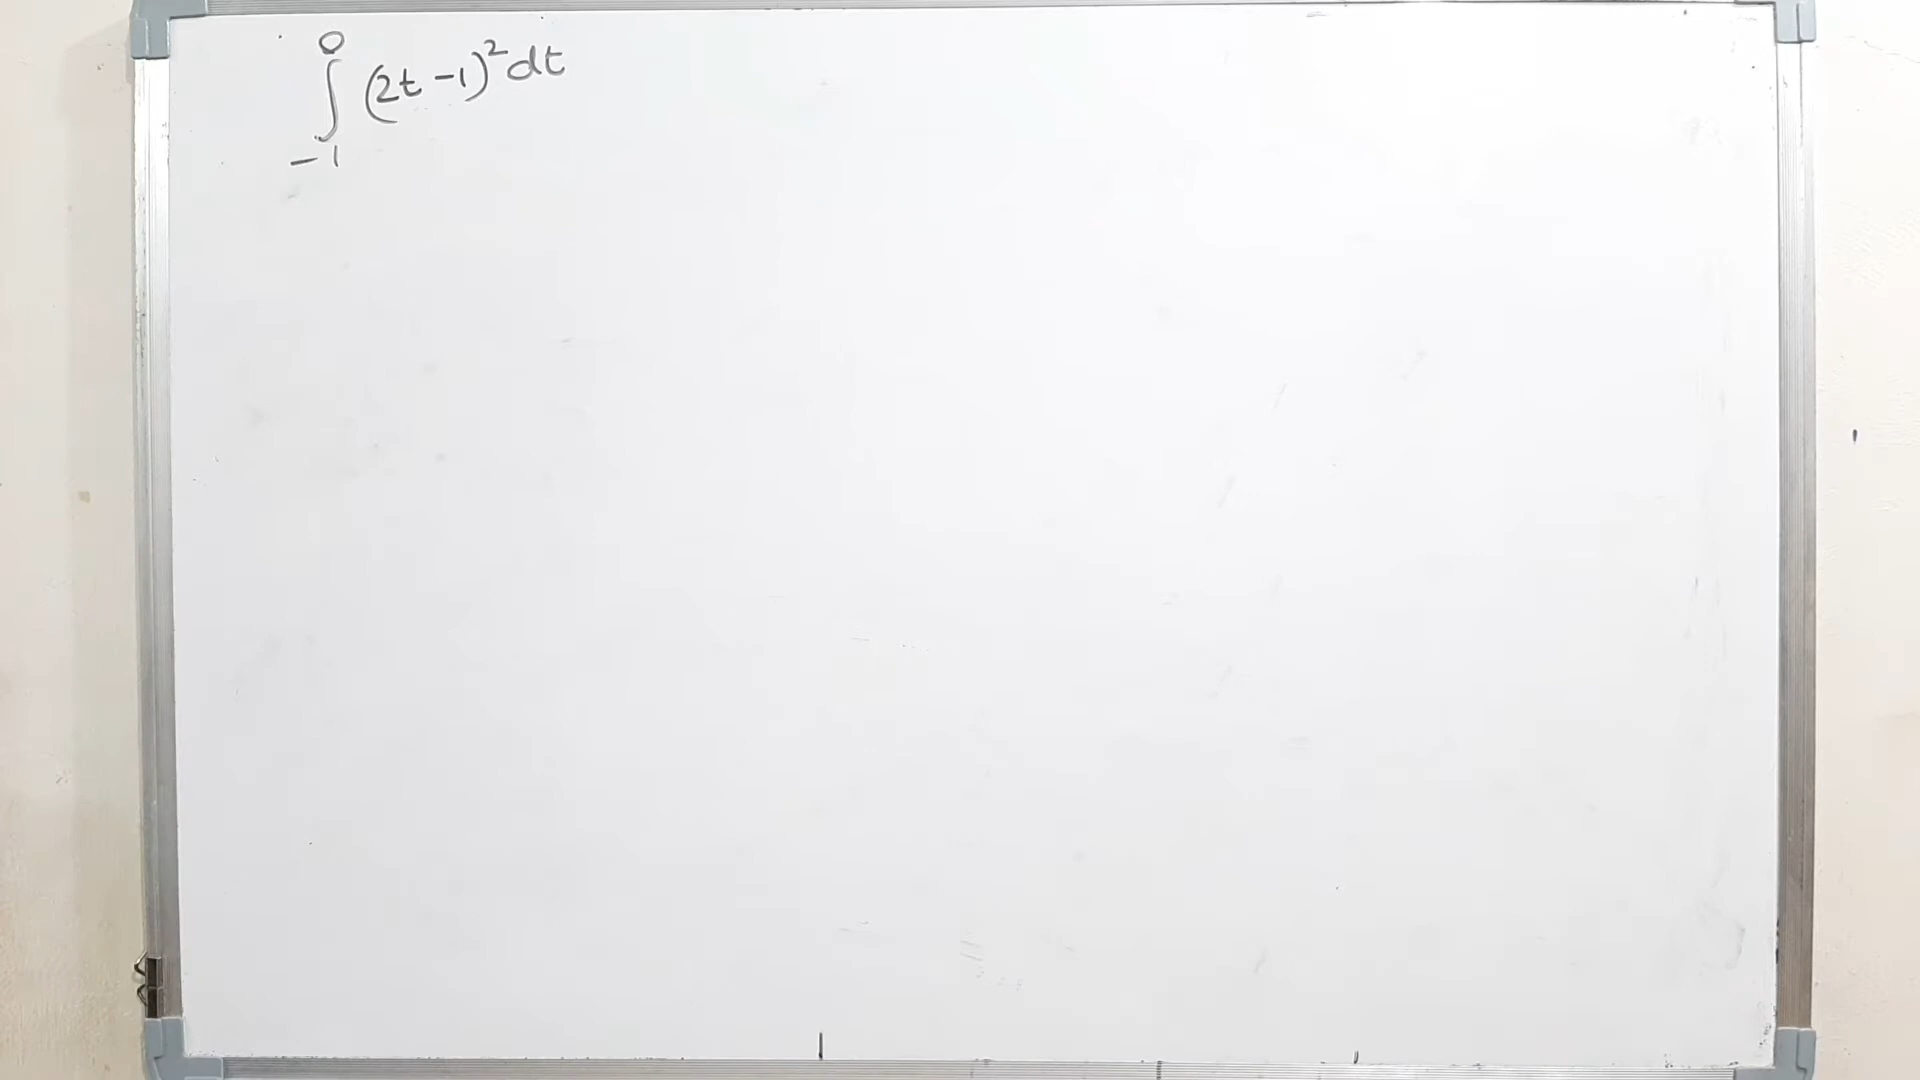 ∫_{-1}^{0} (2t-1)^2 dt